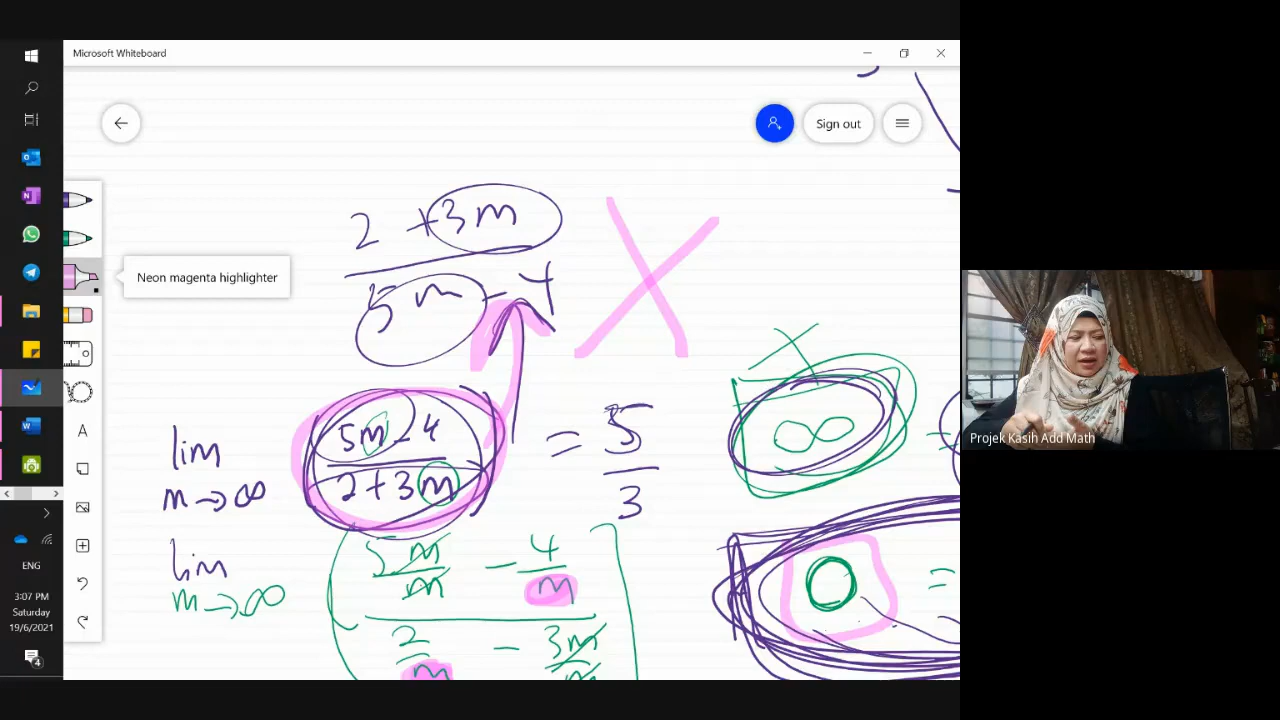 Microsoft Whiteboard
Sign out
Neon magenta highlighter
2 + 3m
5m - 4
X
lim m→∞ (5m - 4)/(2 + 3m) = 5/3
∞
X
lim m→∞
5m/m - 4/m
2/m - 3m/m
0 =
Projek Kasih Add Math
A
ENG
3:07 PM
Saturday
19/6/2021
4